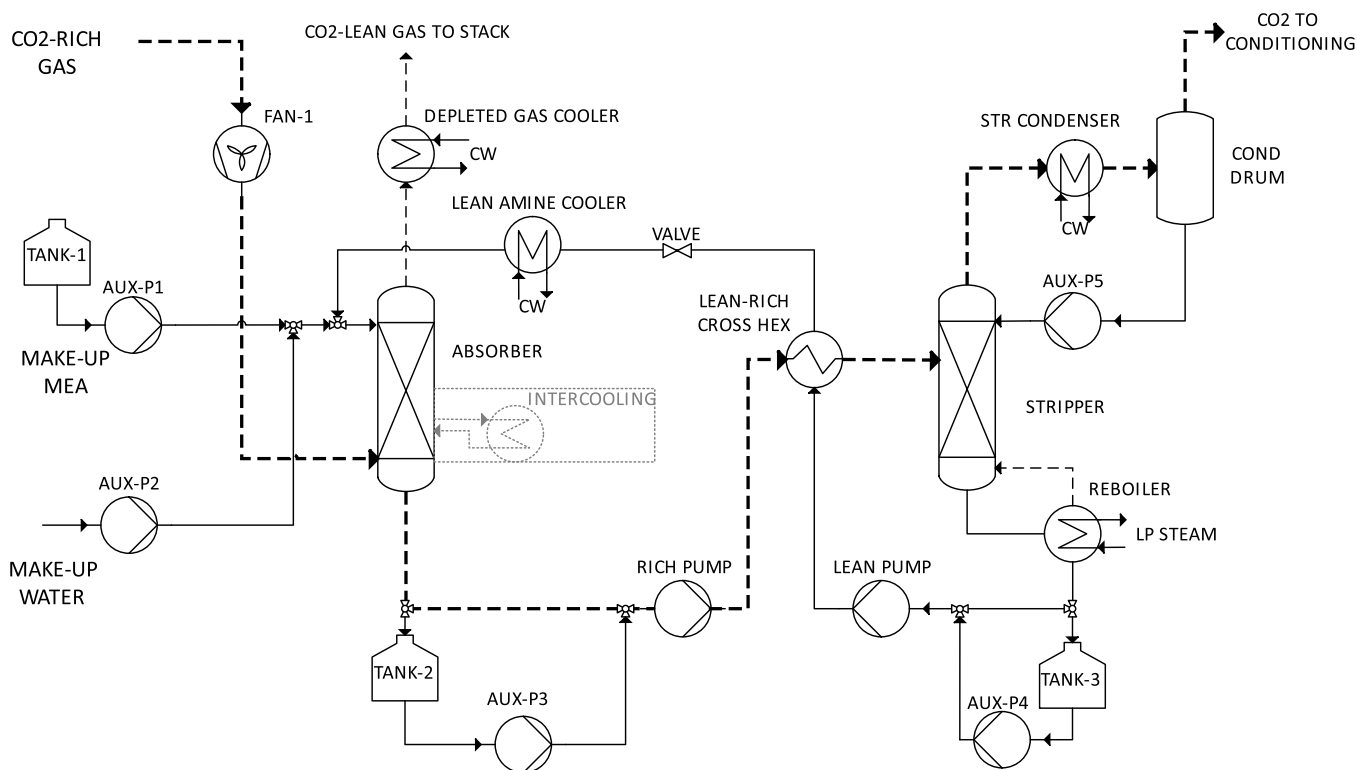 CO2-RICH
GAS
CO2-LEAN GAS TO STACK
CO2 TO
CONDITIONING
FAN-1
DEPLETED GAS COOLER
CW
STR CONDENSER
CW
COND
DRUM
LEAN AMINE COOLER
CW
VALVE
TANK-1
AUX-P1
MAKE-UP
MEA
LEAN-RICH
CROSS HEX
AUX-P5
ABSORBER
INTERCOOLING
STRIPPER
AUX-P2
MAKE-UP
WATER
REBOILER
LP STEAM
RICH PUMP
LEAN PUMP
TANK-2
TANK-3
AUX-P3
AUX-P4